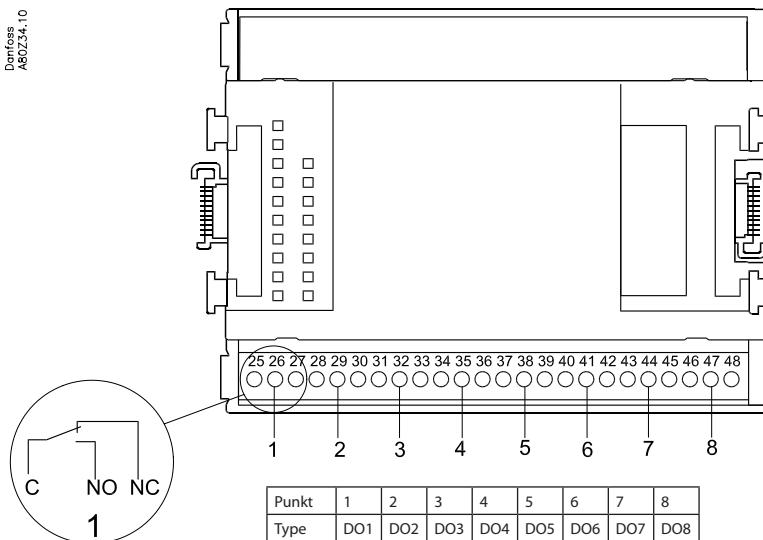 Danfoss
A80Z34.10
25 26 27 28 29 30 31 32 33 34 35 36 37 38 39 40 41 42 43 44 45 46 47 48
1 2 3 4 5 6 7 8
C NO NC
1
Punkt 1 2 3 4 5 6 7 8
Type DO1 DO2 DO3 DO4 DO5 DO6 DO7 DO8